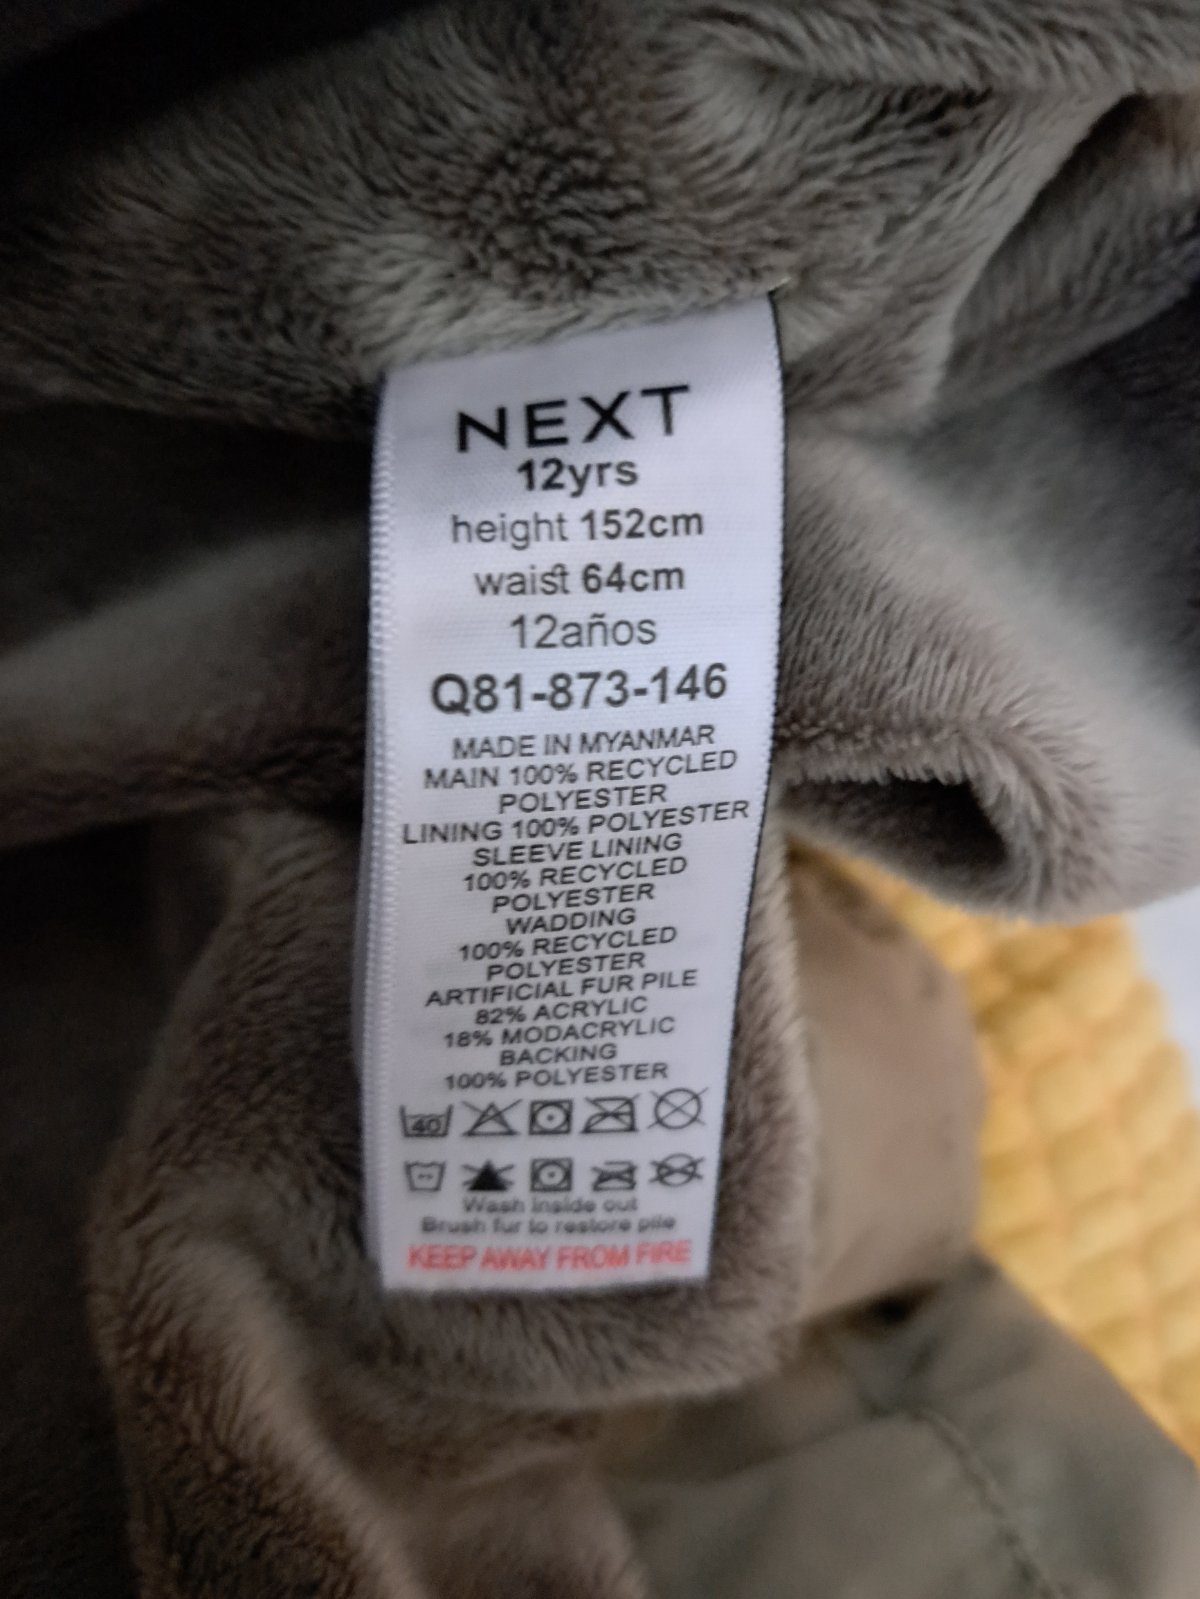 NEXT
12yrs
height 152cm
waist 64cm
12años
Q81-873-146
MADE IN MYANMAR
MAIN 100% RECYCLED
POLYESTER
LINING 100% POLYESTER
SLEEVE LINING
100% RECYCLED
POLYESTER
WADDING
100% RECYCLED
POLYESTER
ARTIFICIAL FUR PILE
82% ACRYLIC
18% MODACRYLIC
BACKING
100% POLYESTER
40
Wash inside out
Brush fur to restore pile
KEEP AWAY FROM FIRE